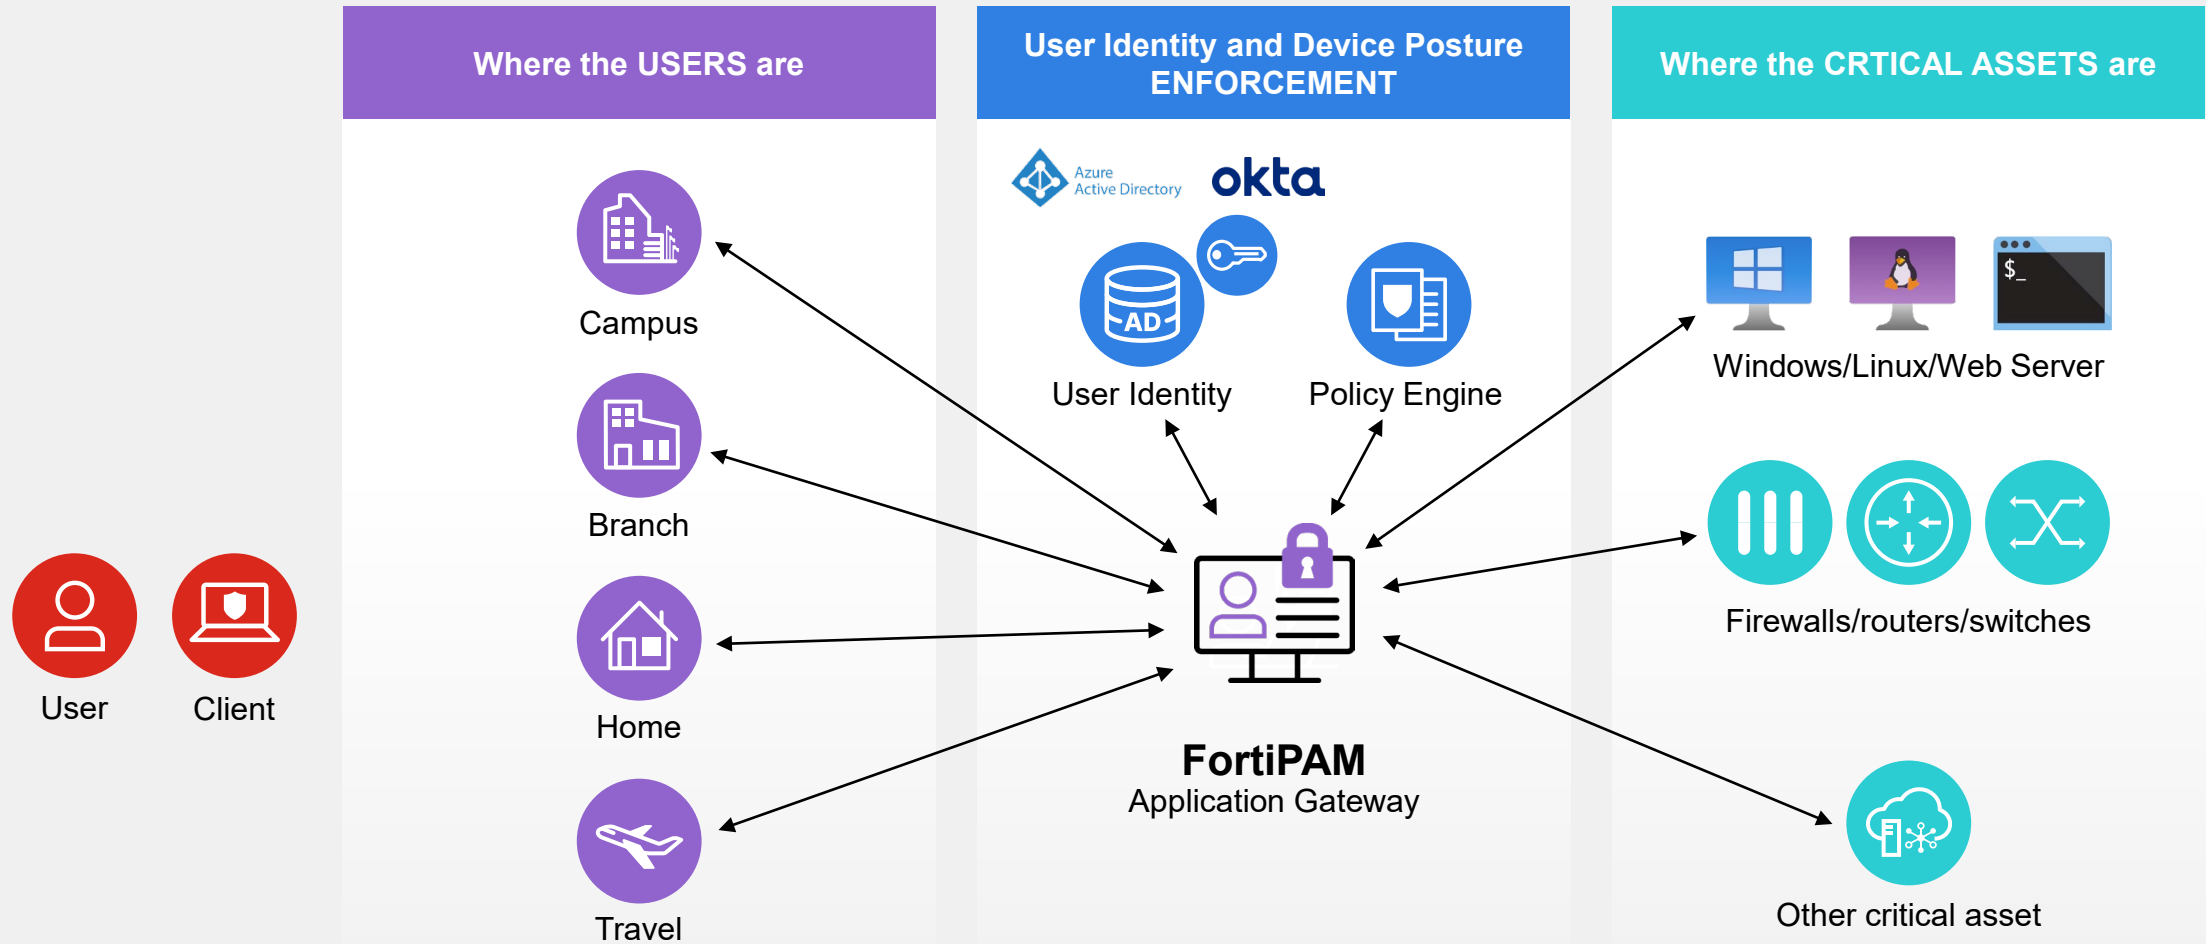 Where the USERS are
User Identity and Device Posture
ENFORCEMENT
Where the CRTICAL ASSETS are
User
Client
Campus
Branch
Home
Travel
Azure
Active Directory
okta
AD
User Identity
Policy Engine
FortiPAM
Application Gateway
$_
Windows/Linux/Web Server
Firewalls/routers/switches
Other critical asset